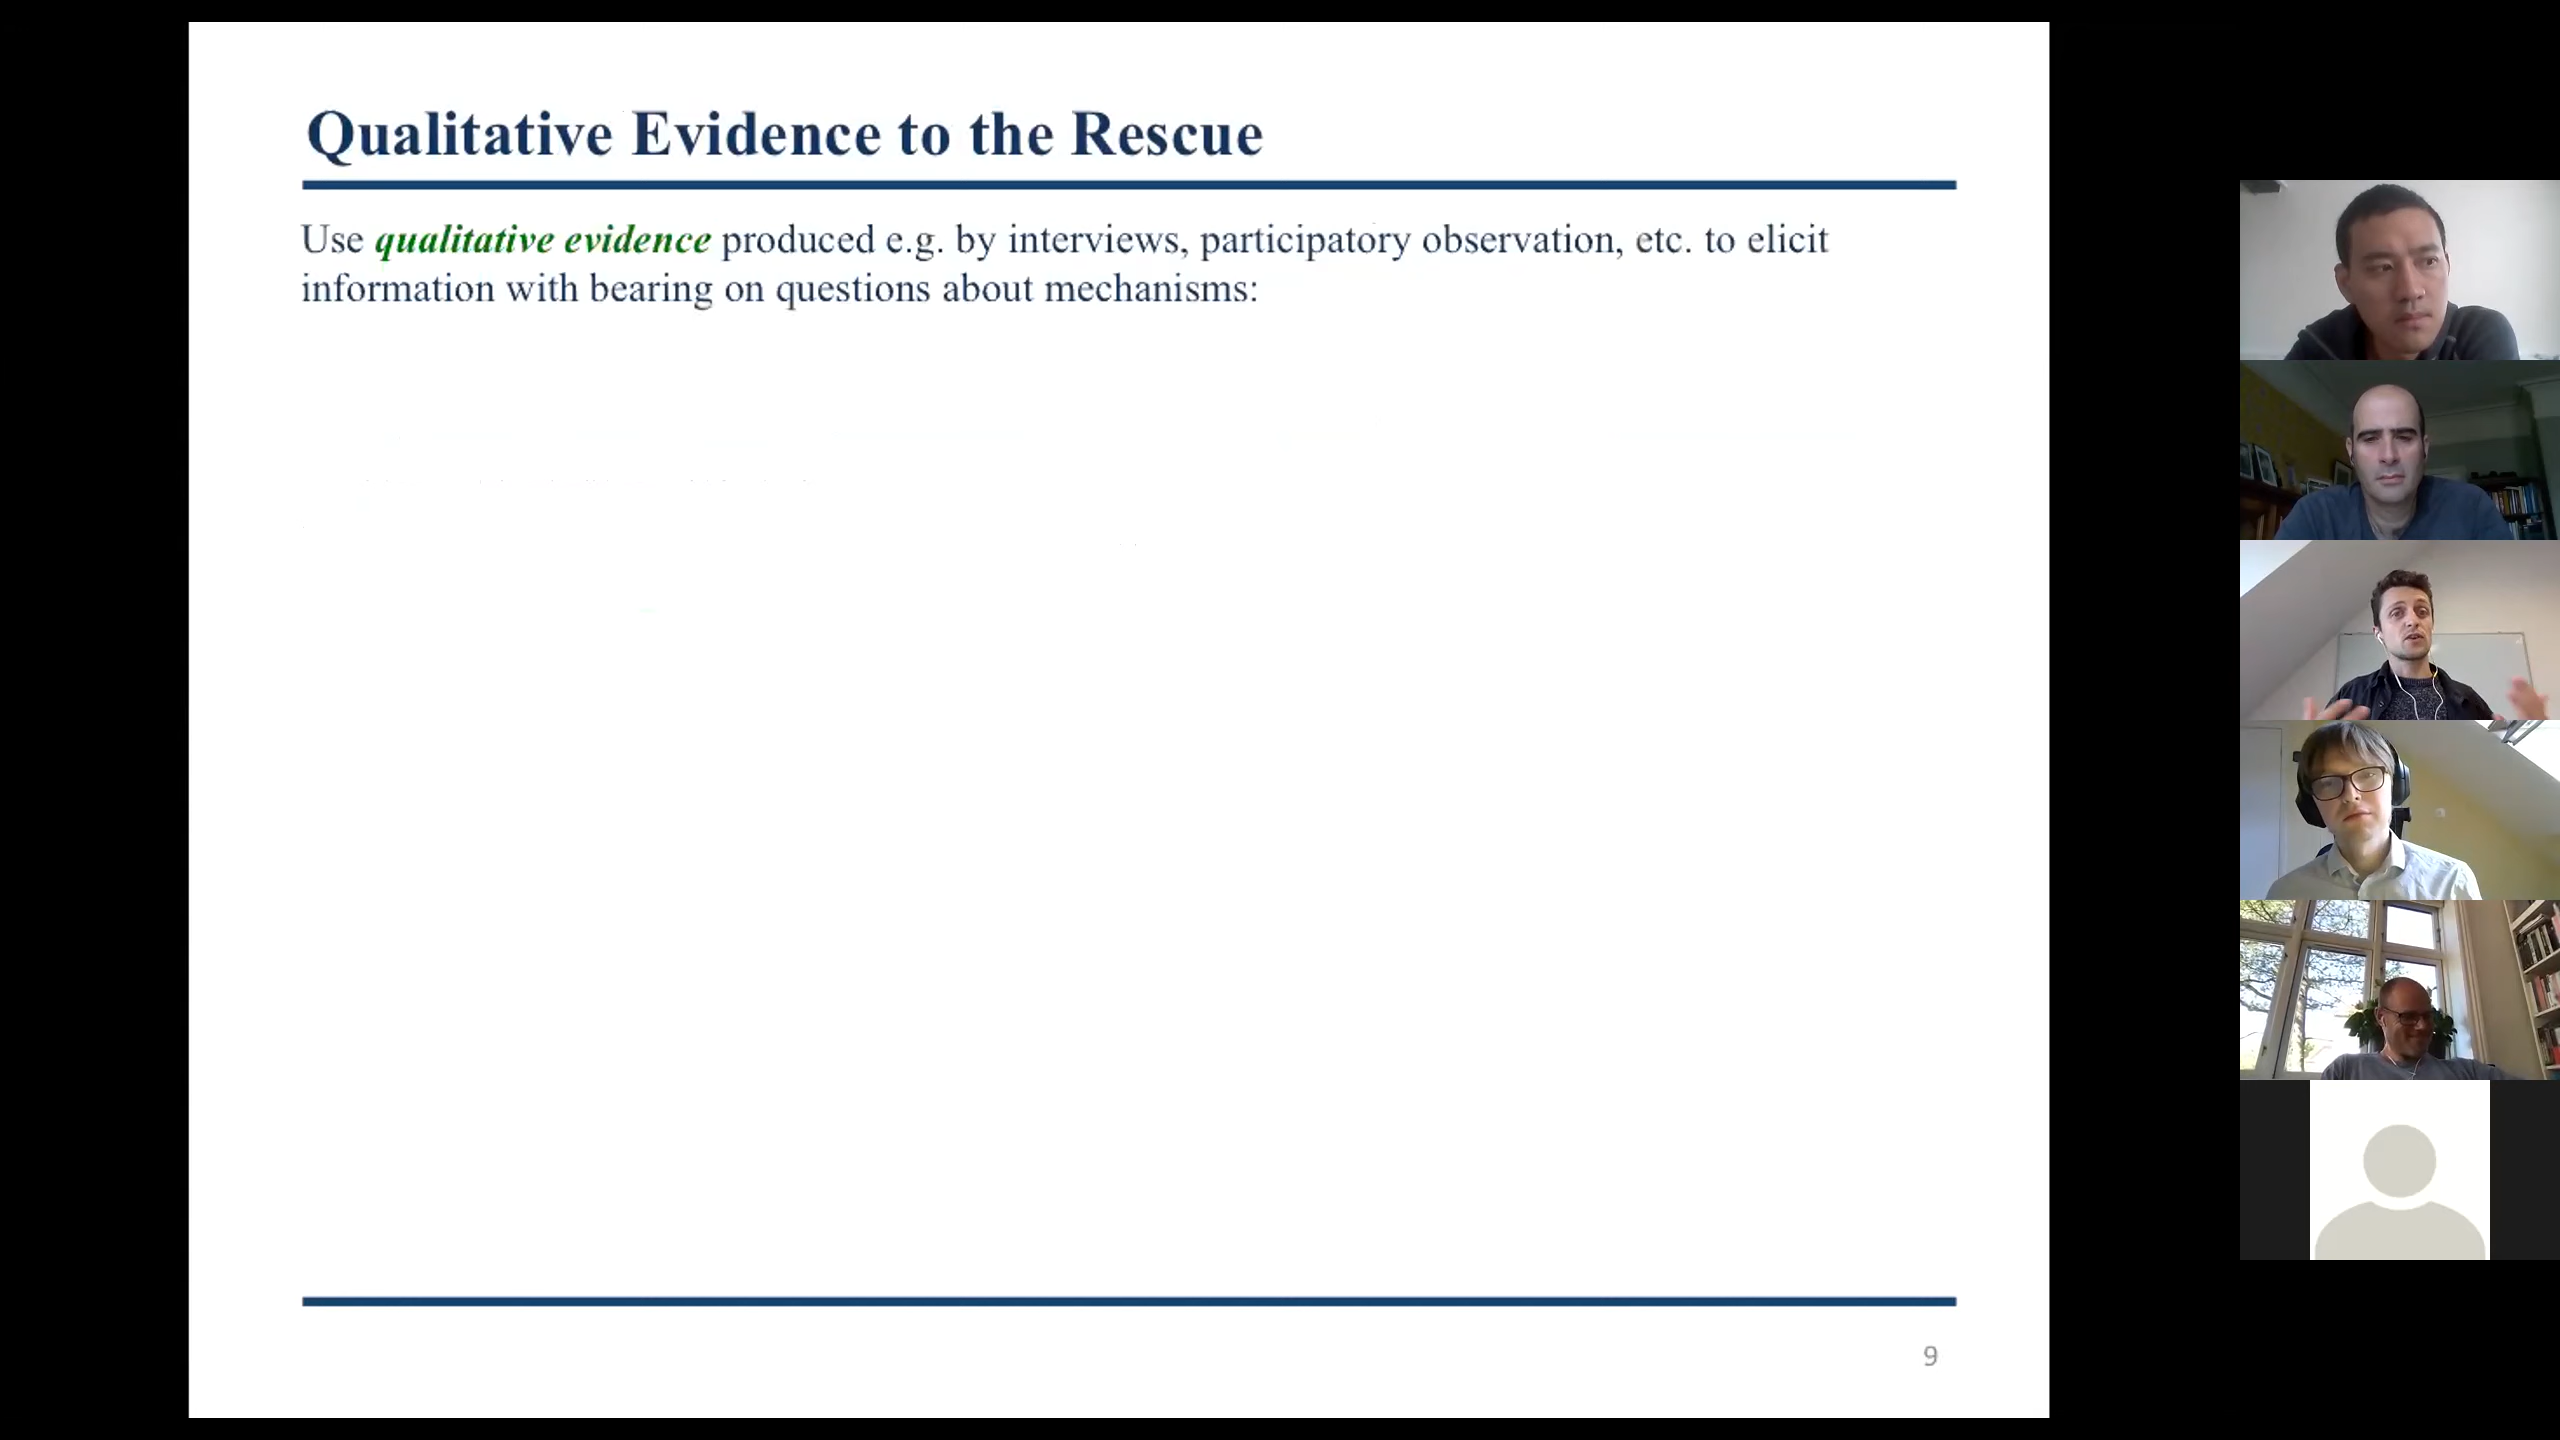 Qualitative Evidence to the Rescue
Use qualitative evidence produced e.g. by interviews, participatory observation, etc. to elicit
information with bearing on questions about mechanisms:
9